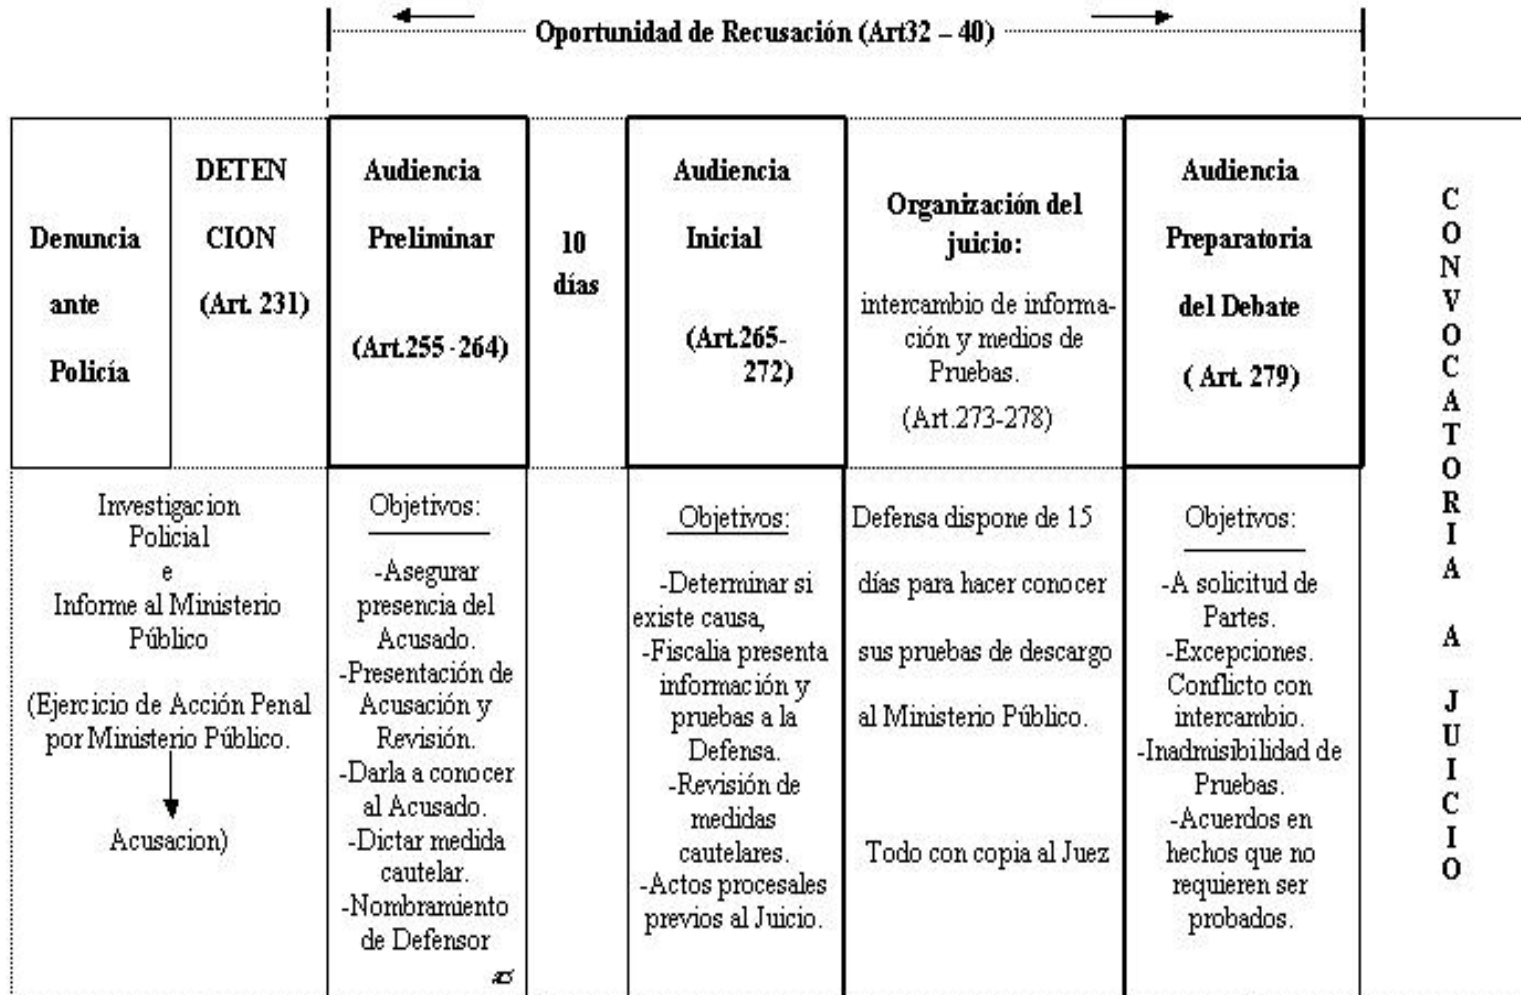 Oportunidad de Recusación (Art32 – 40)
Denuncia
ante
Policía
DETEN
CION
(Art. 231)
Audiencia
Preliminar
(Art.255 -264)
10
días
Audiencia
Inicial
(Art.265-
272)
Organización del
juicio:
intercambio de informa-
ción y medios de
Pruebas.
(Art.273-278)
Audiencia
Preparatoria
del Debate
( Art. 279)
Investigacion
Policial
e
Informe al Ministerio
Público
(Ejercicio de Acción Penal
por Ministerio Público.
Acusacion)
Objetivos:
-Asegurar
presencia del
Acusado.
-Presentación de
Acusación y
Revisión.
-Darla a conocer
al Acusado.
-Dictar medida
cautelar.
-Nombramiento
de Defensor
Objetivos:
-Determinar si
existe causa,
-Fiscalia presenta
información y
pruebas a la
Defensa.
-Revisión de
medidas
cautelares.
-Actos procesales
previos al Juicio.
Defensa dispone de 15
días para hacer conocer
sus pruebas de descargo
al Ministerio Público.
Todo con copia al Juez
Objetivos:
-A solicitud de
Partes.
-Excepciones.
Conflicto con
intercambio.
-Inadmisibilidad de
Pruebas.
-Acuerdos en
hechos que no
requieren ser
probados.
CONVOCATORIA A JUICIO